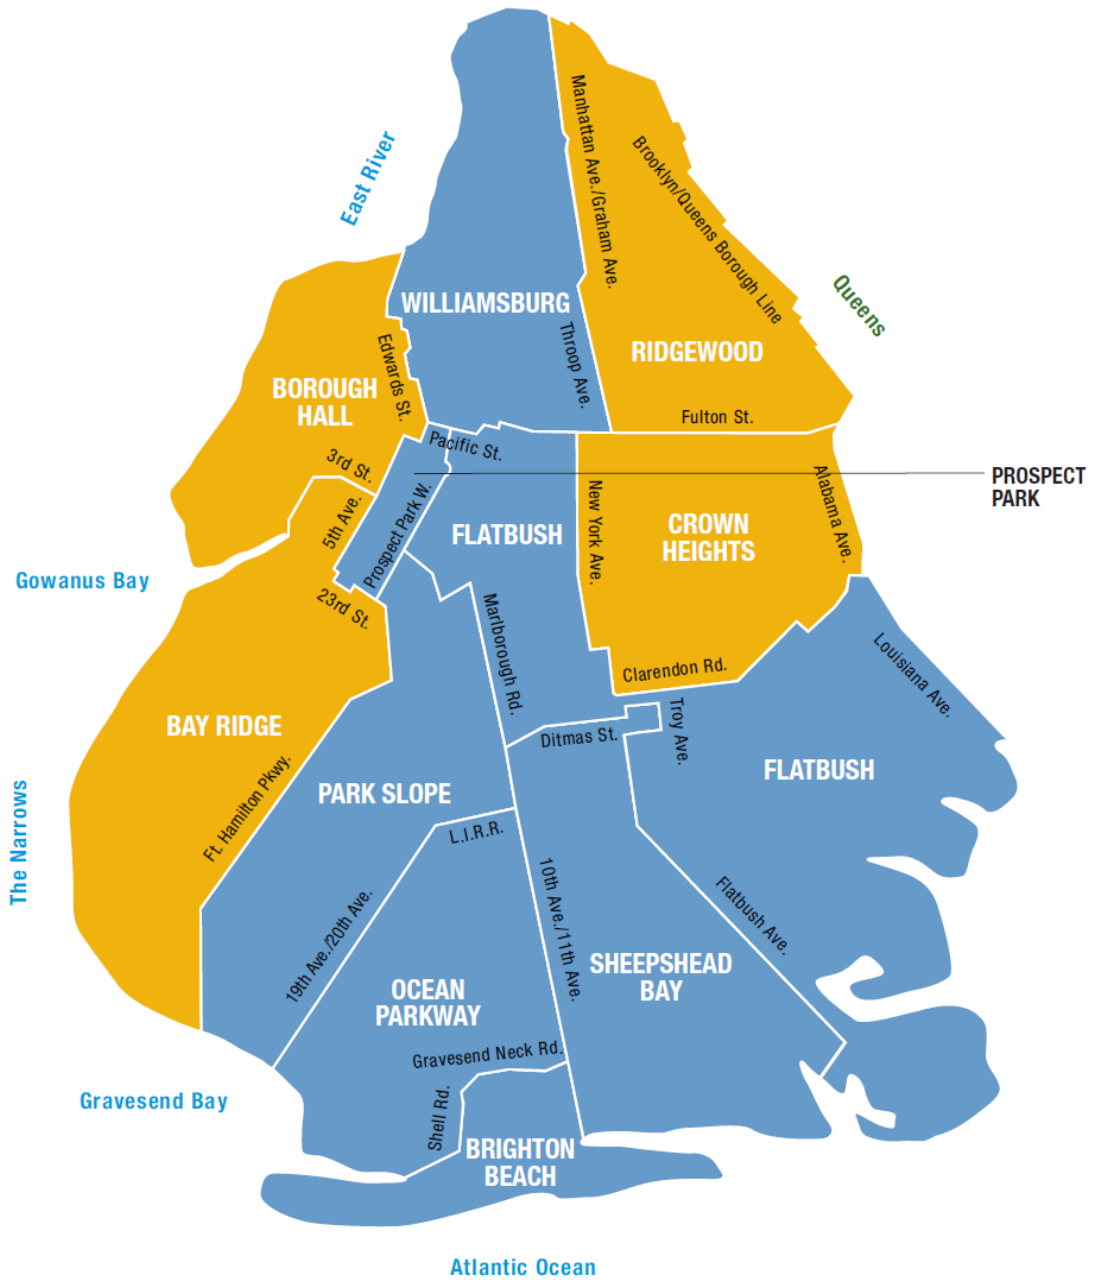 Manhattan Ave./Graham Ave.
Brooklyn/Queens Borough Line
East River
Queens
WILLIAMSBURG
Throop Ave.
RIDGEWOOD
Edwards St.
BOROUGH
HALL
Fulton St.
Pacific St.
3rd St.
PROSPECT
PARK
5th Ave.
Prospect Park W.
FLATBUSH
New York Ave.
CROWN
HEIGHTS
Alabama Ave.
Gowanus Bay
23rd St.
Marlborough Rd.
Clarendon Rd.
Louisiana Ave.
BAY RIDGE
Ditmas St.
Troy Ave.
FLATBUSH
PARK SLOPE
Ft. Hamilton Pkwy.
The Narrows
L.I.R.R.
10th Ave./11th Ave.
Flatbush Ave.
19th Ave./20th Ave.
SHEEPSHEAD
BAY
OCEAN
PARKWAY
Gravesend Neck Rd.
Gravesend Bay
Shell Rd.
BRIGHTON
BEACH
Atlantic Ocean